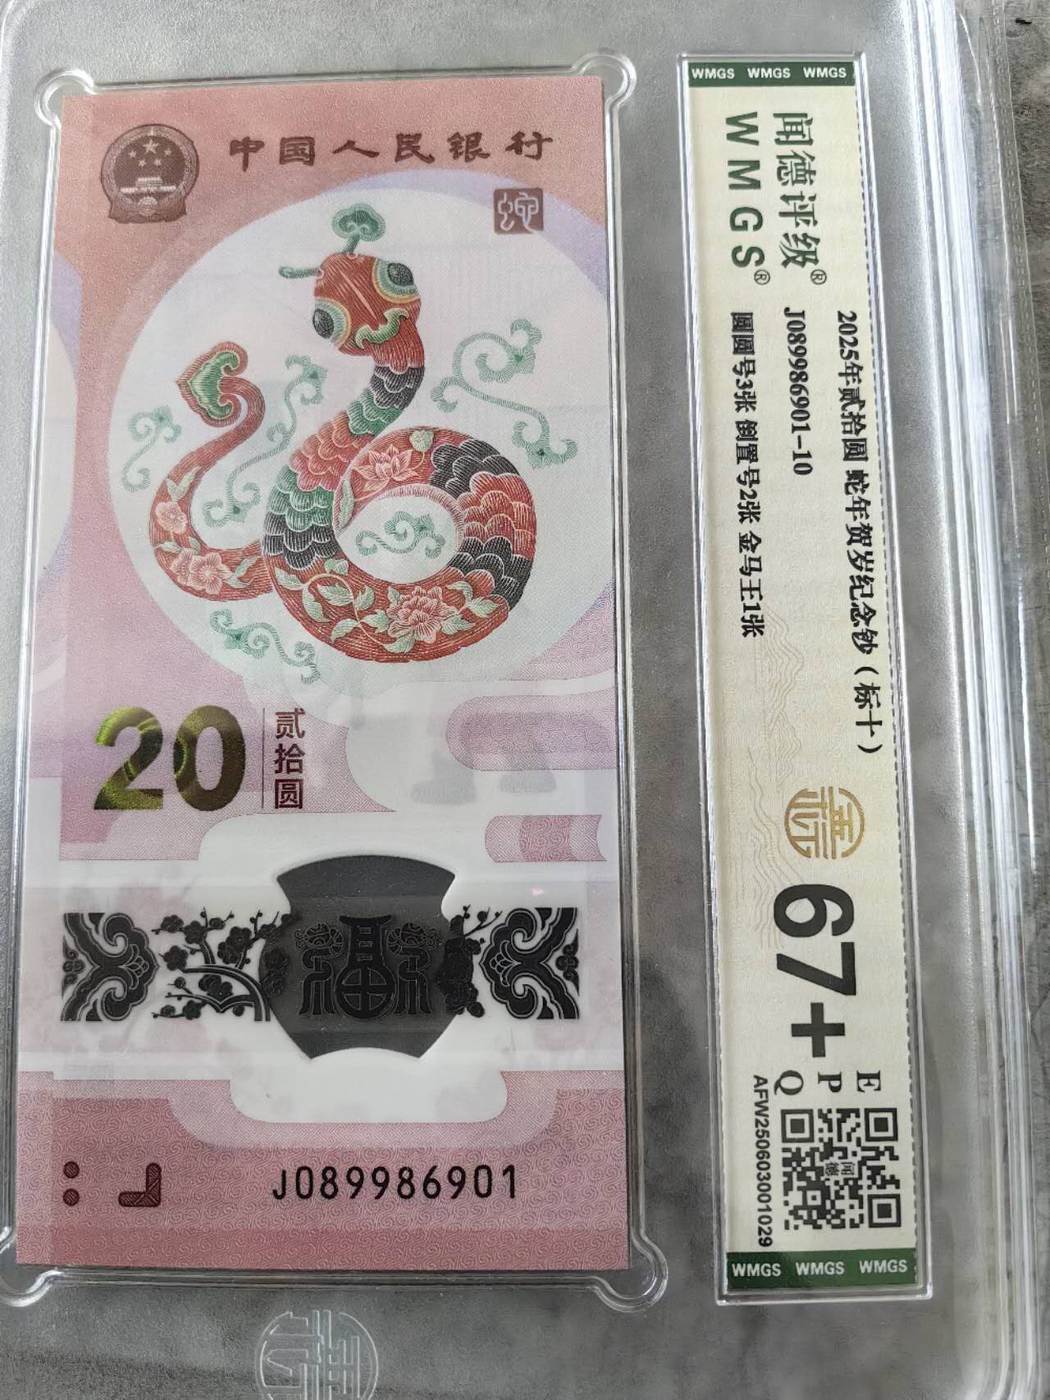 中国人民银行
蛇
20
贰拾圆
福
J089986901
WMGS WMGS WMGS
闻德评级®
WMGS®
2025年贰拾圆 蛇年贺岁纪念钞（标十）
J089986901-10
圆圆号3张 倒置号2张 金马王1张
67+
E
P
Q
闻德
AFW250603001029
WMGS WMGS WMGS